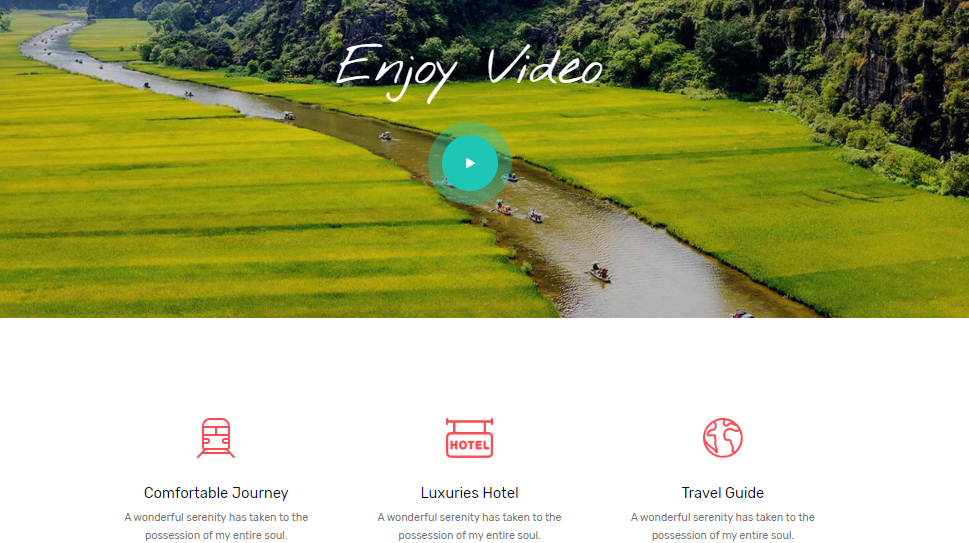 Enjoy Video
HOTEL
Comfortable Journey
Luxuries Hotel
Travel Guide
A wonderful serenity has taken to the
possession of my entire soul.
A wonderful serenity has taken to the
possession of my entire soul.
A wonderful serenity has taken to the
possession of my entire soul.